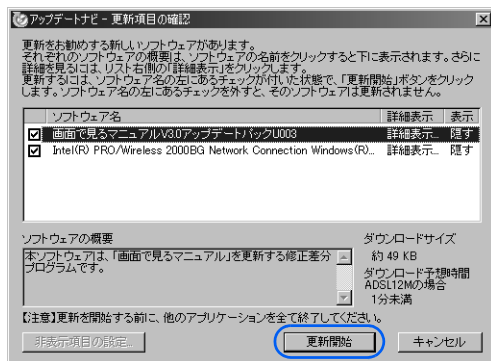 アップデートナビ - 更新項目の確認
更新をお勧めする新しいソフトウェアがあります。
それぞれのソフトウェアの概要は、ソフトウェアの名前をクリックすると下に表示されます。さらに
詳細を見るには、リスト右側の「詳細表示」をクリックします。
更新するには、ソフトウェア名の左にあるチェックが付いた状態で、「更新開始」ボタンをクリック
します。ソフトウェア名の左にあるチェックを外すと、そのソフトウェアは更新されません。
ソフトウェア名 詳細表示 表示
画面で見るマニュアルV3.0アップデートパックU003 詳細表示... 隠す
Intel(R) PRO/Wireless 2000BG Network Connection Windows(R)... 詳細表示... 隠す
ソフトウェアの概要
本ソフトウェアは、「画面で見るマニュアル」を更新する修正差分
プログラムです。
ダウンロードサイズ
約 49 KB
ダウンロード予想時間
ADSL12Mの場合
1分未満
【注意】更新を開始する前に、他のアプリケーションを全て終了してください。
非表示項目の設定... 更新開始 キャンセル